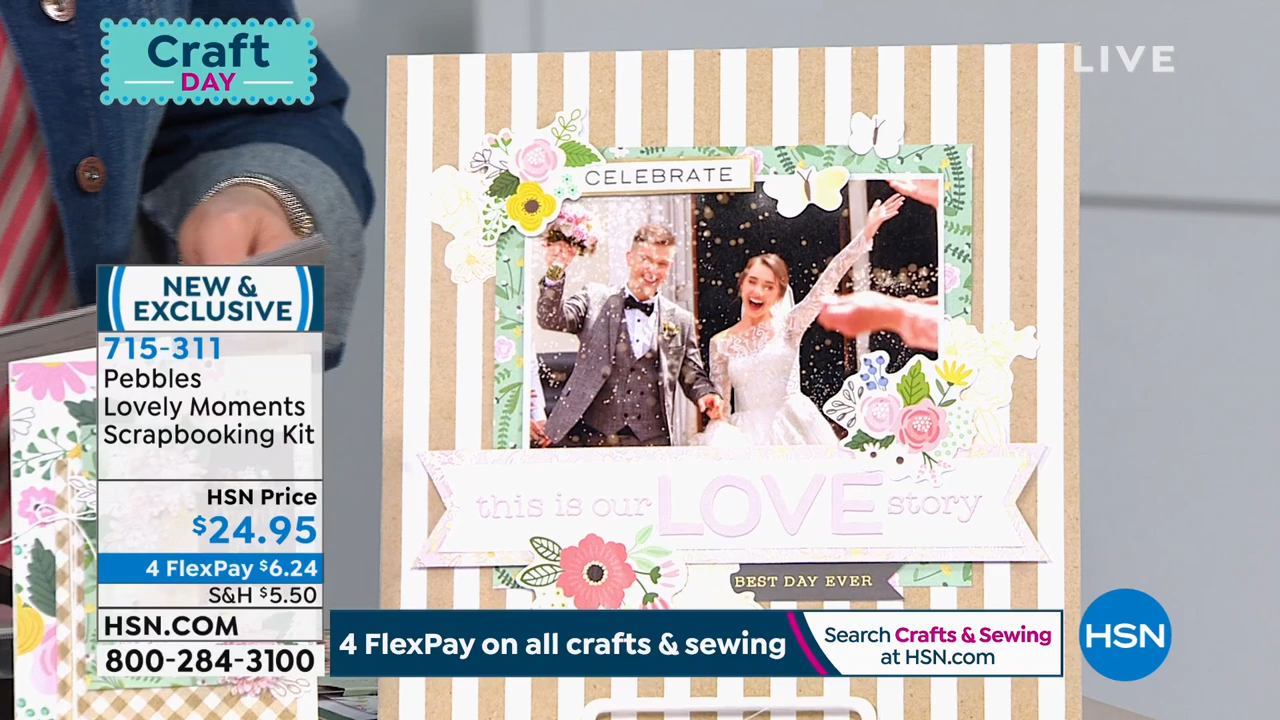 Craft
DAY
LIVE
CELEBRATE
this is our LOVE story
BEST DAY EVER
NEW &
EXCLUSIVE
715-311
Pebbles
Lovely Moments
Scrapbooking Kit
HSN Price
$24.95
4 FlexPay $6.24
S&H $5.50
HSN.COM
800-284-3100
4 FlexPay on all crafts & sewing
Search Crafts & Sewing
at HSN.com
HSN